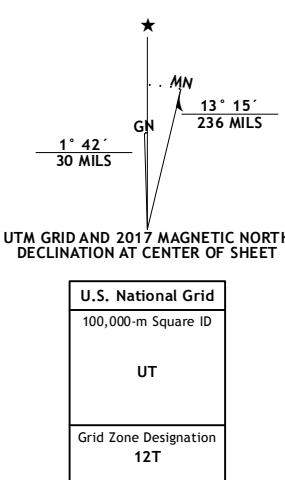 ★
MN
GN
13° 15´
236 MILS
1° 42´
30 MILS
UTM GRID AND 2017 MAGNETIC NORTH
DECLINATION AT CENTER OF SHEET
U.S. National Grid
100,000-m Square ID
UT
Grid Zone Designation
12T